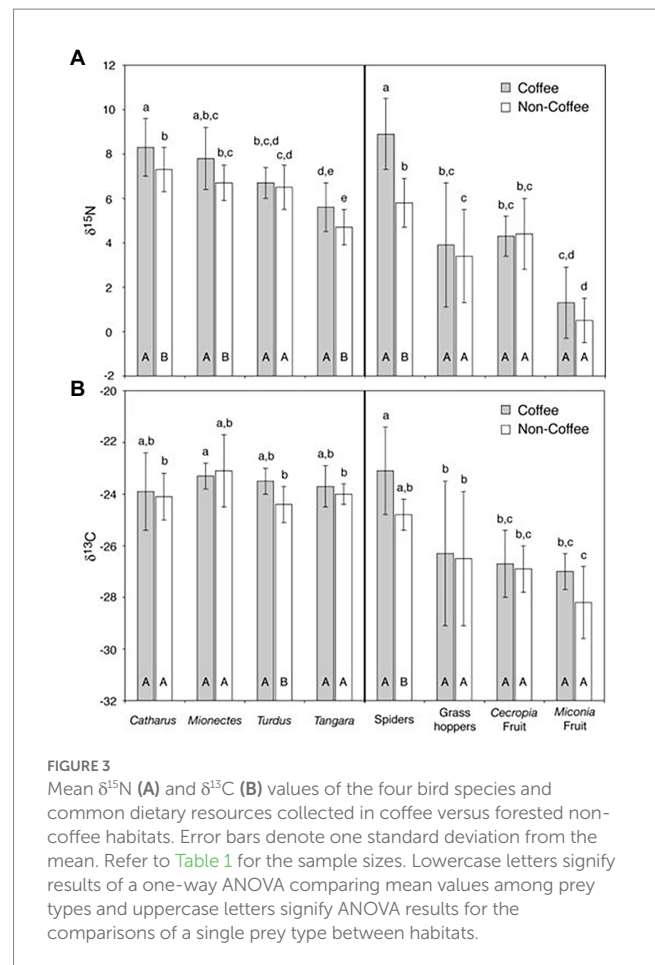 A
12
10
8
6
4
2
0
-2
δ15N
Coffee
Non-Coffee
a b a,b,c b,c b,c,d c,d d,e e a b b,c c b,c b,c c,d d
A B A B A A A B A B A A A A A A
B
-20
-22
-24
-26
-28
-30
-32
δ13C
Coffee
Non-Coffee
a,b b a a,b a,b b a,b b a a,b b b b,c b,c b,c c
A A A A A B A A A B A A A A A A
Catharus Mionectes Turdus Tangara Spiders Grass hoppers Cecropia Fruit Miconia Fruit
FIGURE 3
Mean δ15N (A) and δ13C (B) values of the four bird species and
common dietary resources collected in coffee versus forested non-
coffee habitats. Error bars denote one standard deviation from the
mean. Refer to Table 1 for the sample sizes. Lowercase letters signify
results of a one-way ANOVA comparing mean values among prey
types and uppercase letters signify ANOVA results for the
comparisons of a single prey type between habitats.